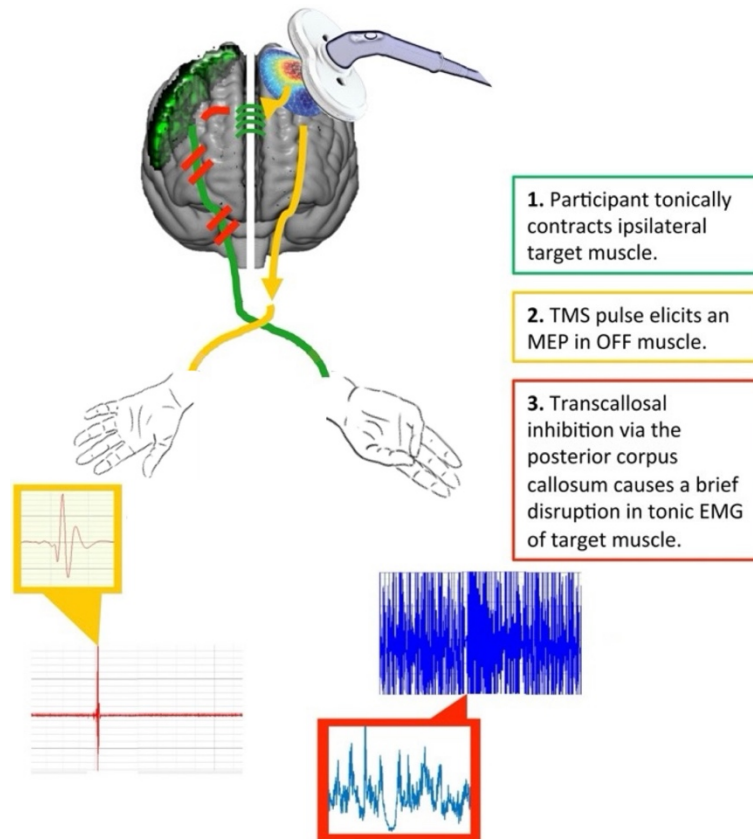 1. Participant tonically
contracts ipsilateral
target muscle.
2. TMS pulse elicits an
MEP in OFF muscle.
3. Transcallosal
inhibition via the
posterior corpus
callosum causes a brief
disruption in tonic EMG
of target muscle.